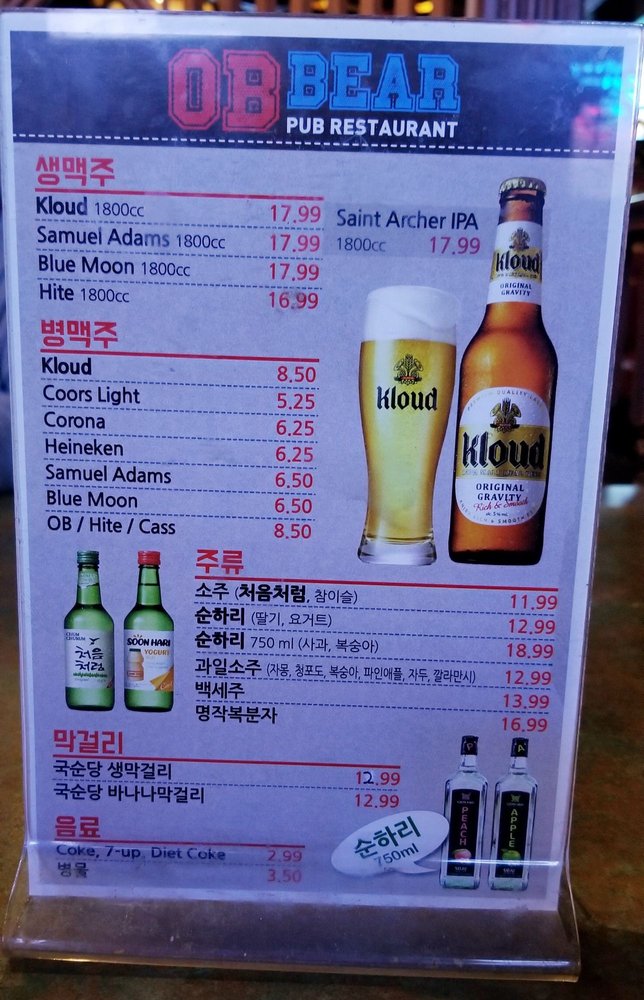 OB BEAR
PUB RESTAURANT
생맥주
Kloud 1800cc 17.99
Samuel Adams 1800cc 17.99
Blue Moon 1800cc 17.99
Hite 1800cc 16.99
Saint Archer IPA
1800cc 17.99
병맥주
Kloud 8.50
Coors Light 5.25
Corona 6.25
Heineken 6.25
Samuel Adams 6.50
Blue Moon 6.50
OB / Hite / Cass 8.50
Kloud
Kloud
ORIGINAL
GRAVITY
Kloud
ORIGINAL
GRAVITY
Rich & Smooth
주류
소주 (처음처럼, 참이슬) 11.99
순하리 (딸기, 요거트) 12.99
순하리 750 ml (사과, 복숭아) 18.99
과일소주 (자몽, 청포도, 복숭아, 파인애플, 자두, 깔라만시) 12.99
백세주 13.99
명작복분자 16.99
처음
처럼
SOON HARI
YOGURT
막걸리
국순당 생막걸리 12.99
국순당 바나나막걸리 12.99
음료
Coke, 7-up, Diet Coke 2.99
병물 3.50
순하리
750ml
PEACH
APPLE